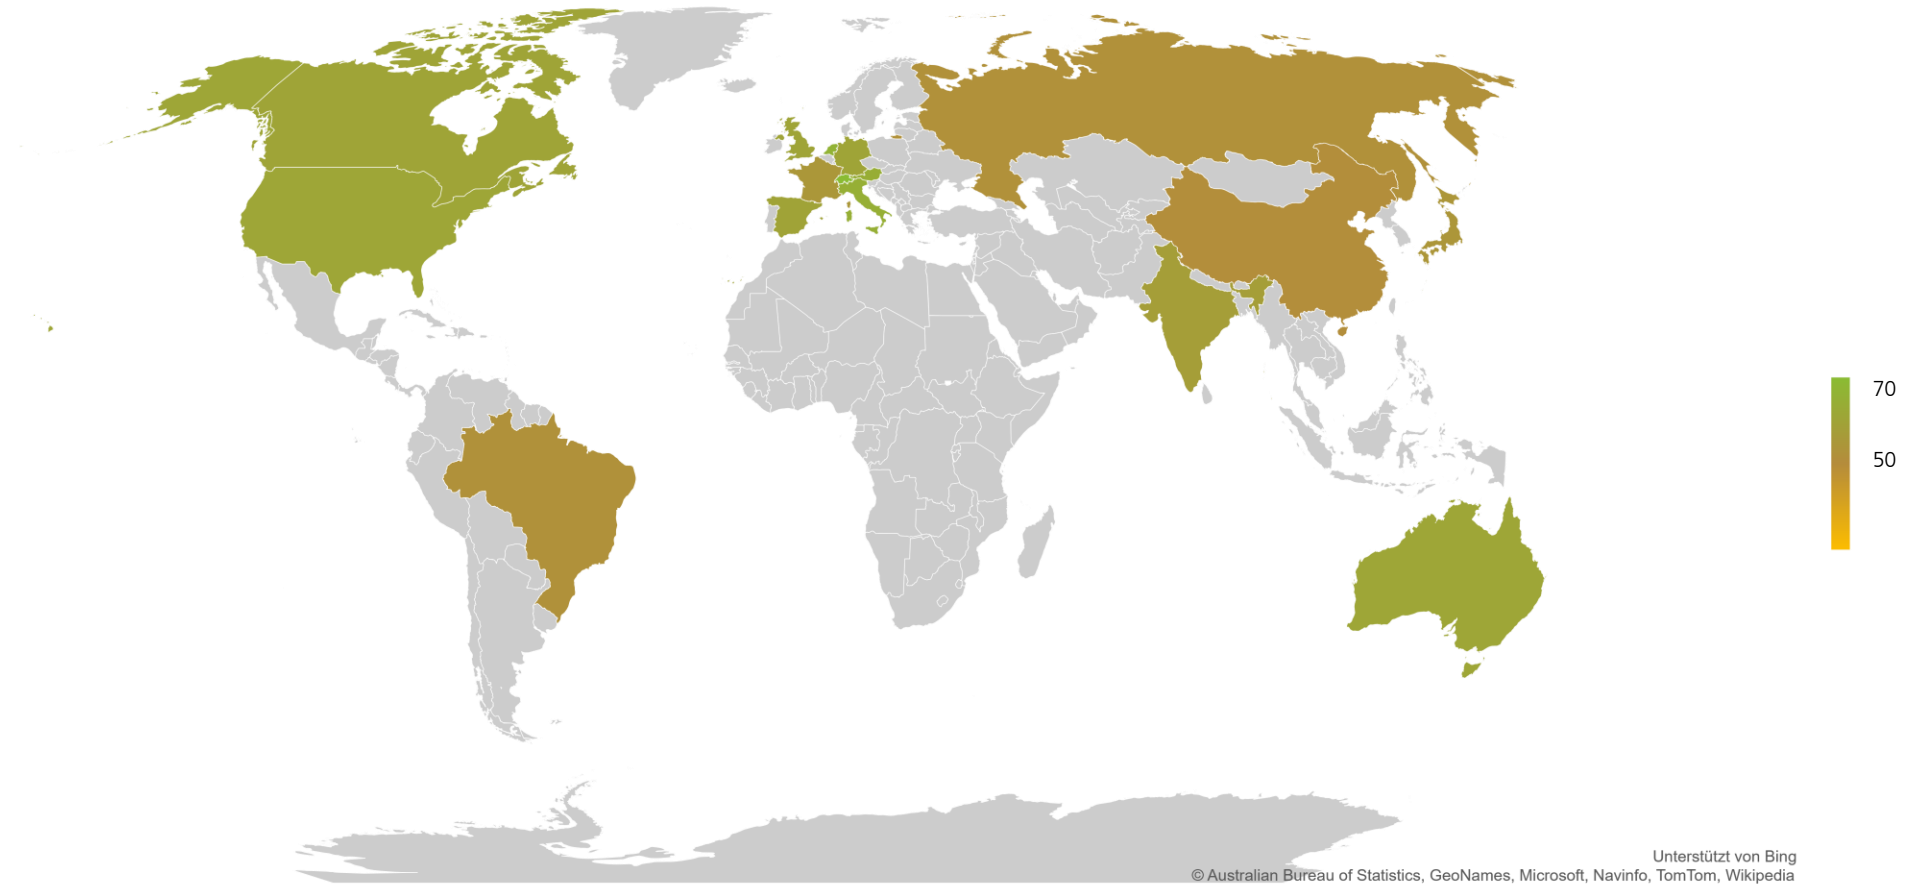 70
50
Unterstützt von Bing
© Australian Bureau of Statistics, GeoNames, Microsoft, Navinfo, TomTom, Wikipedia